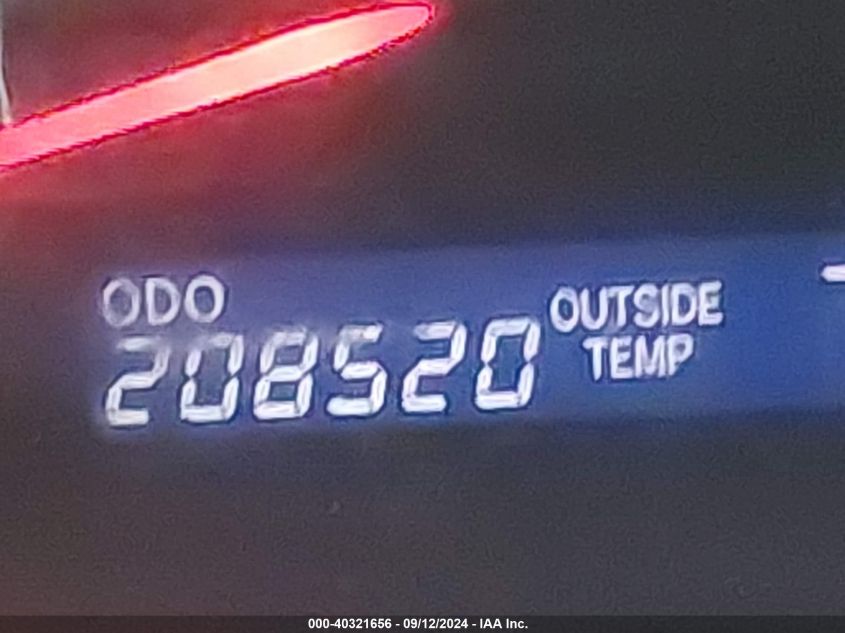 ODO
208520
OUTSIDE
TEMP
000-40321656 - 09/12/2024 - IAA Inc.